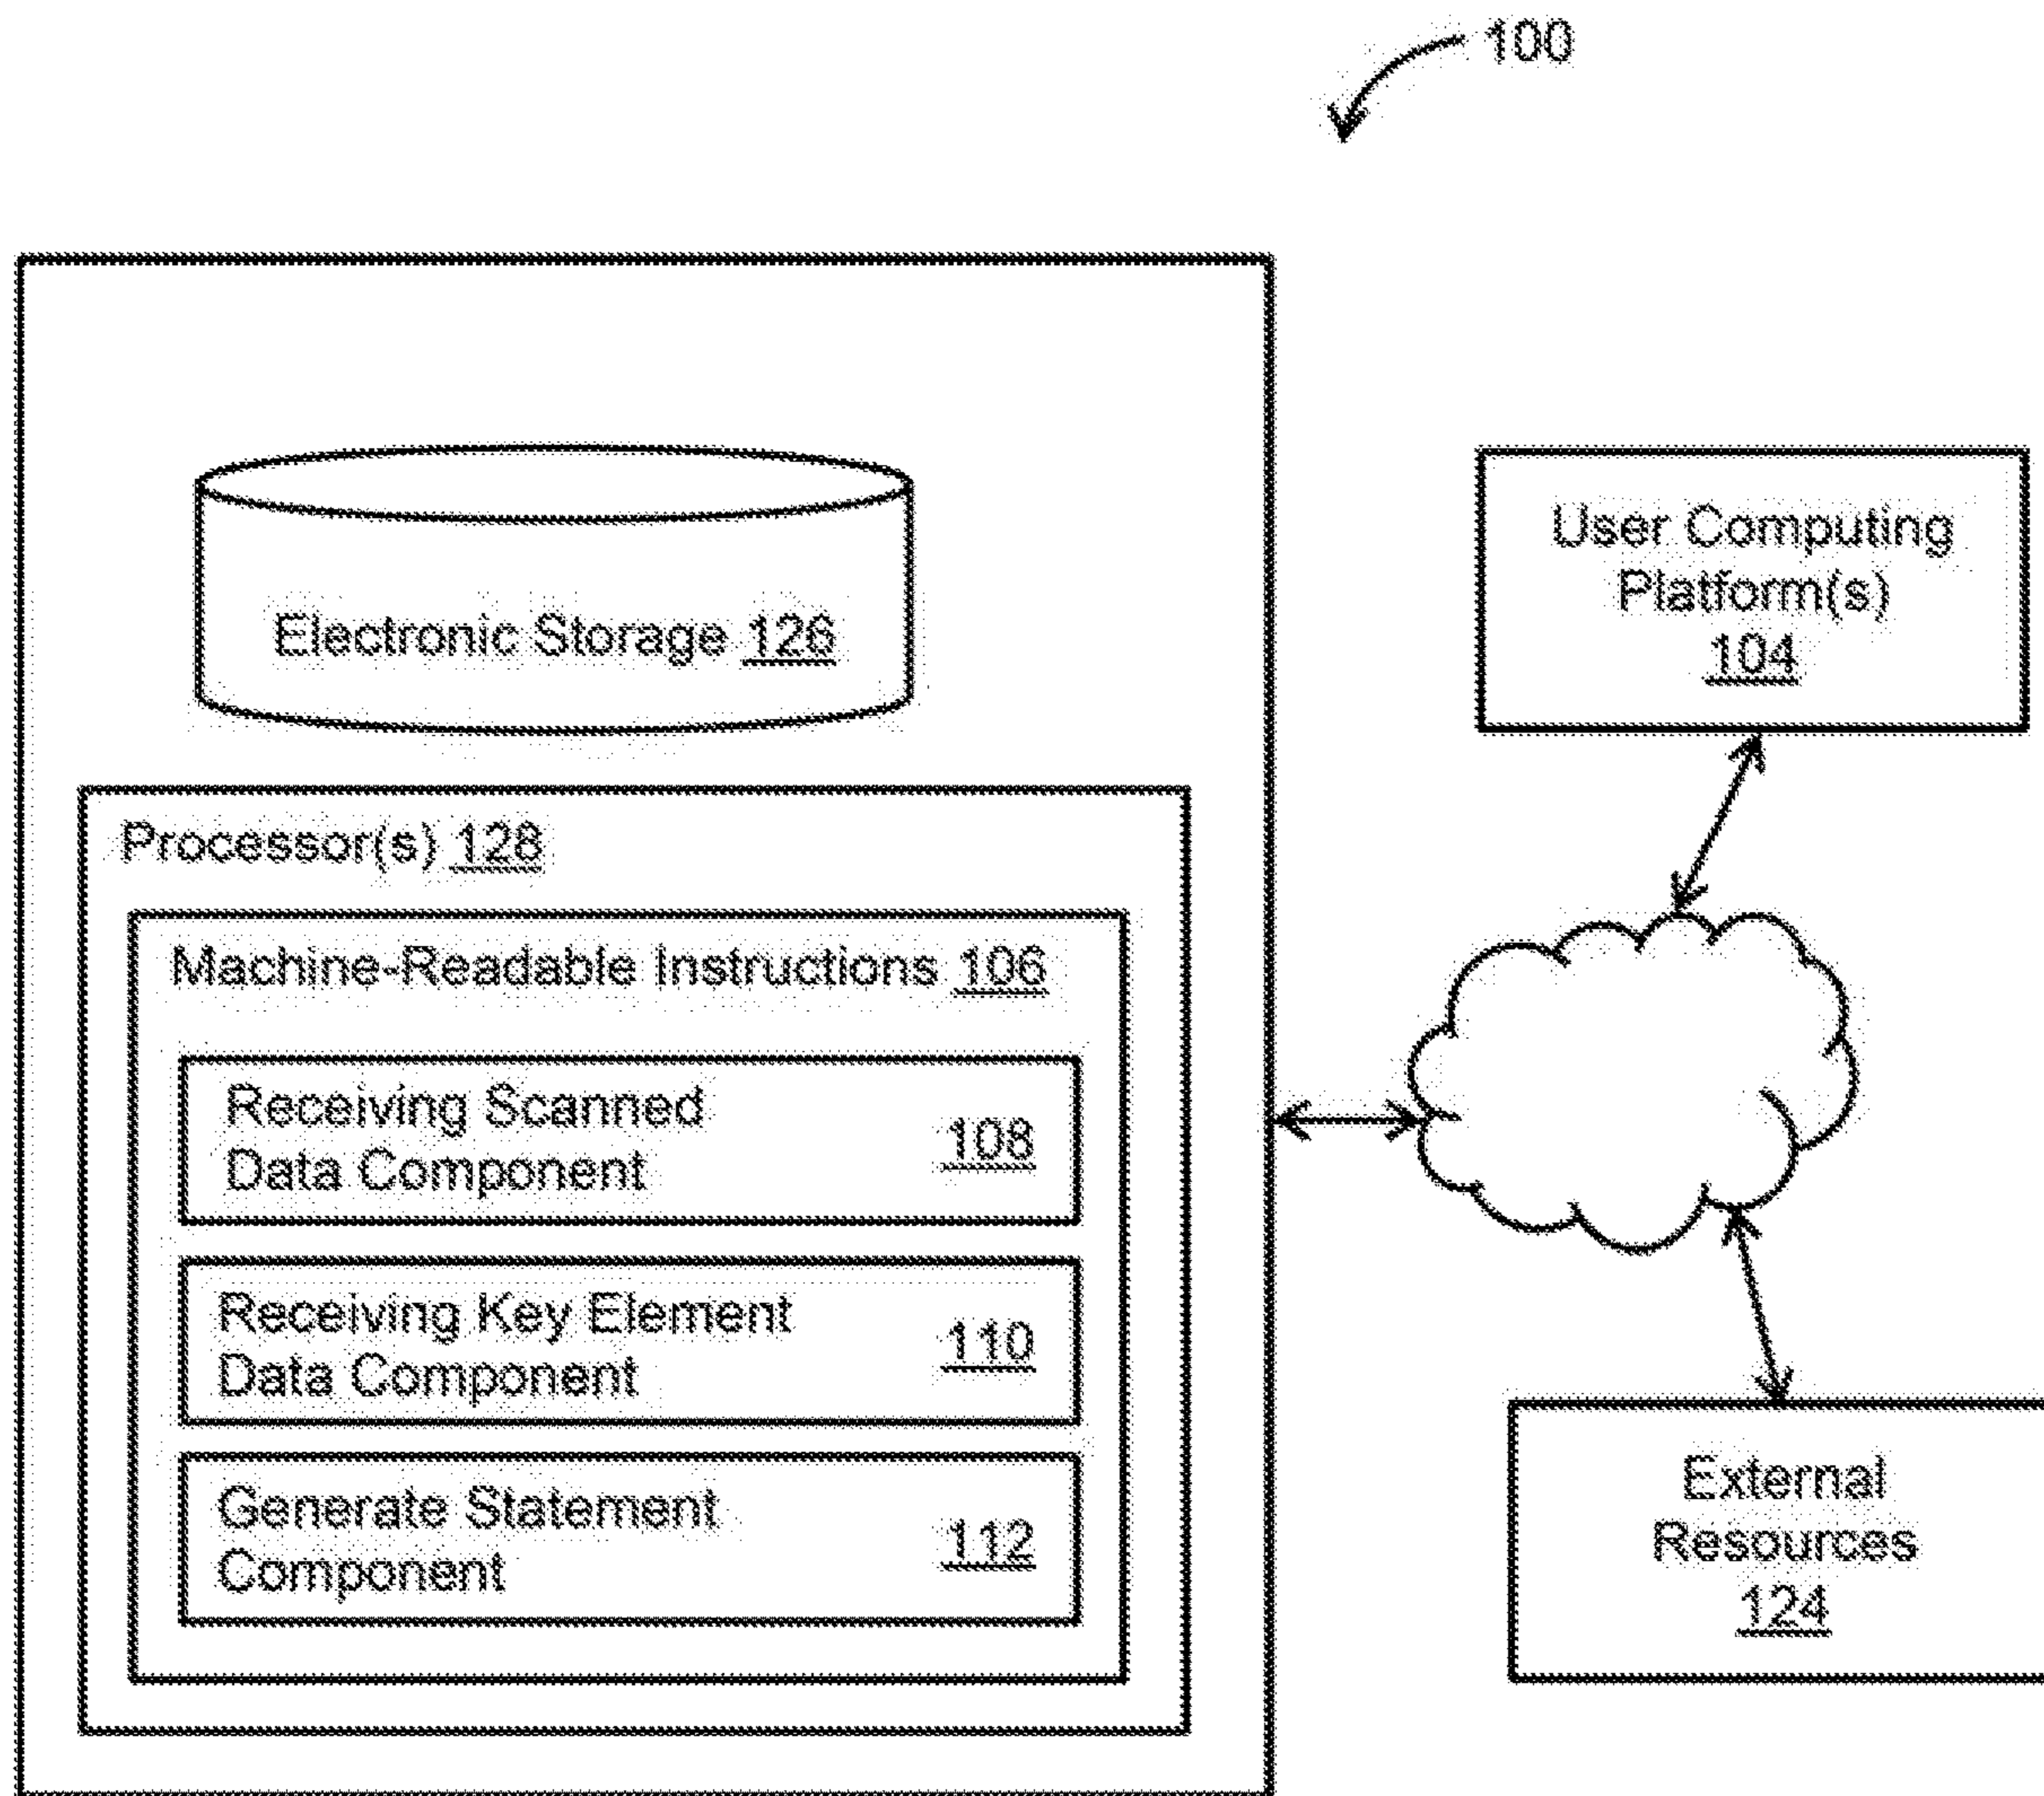 100
Electronic Storage 126
Processor(s) 128
Machine-Readable Instructions 106
Receiving Scanned
Data Component
108
Receiving Key Element
Data Component
110
Generate Statement
Component
112
User Computing
Platform(s)
104
External
Resources
124